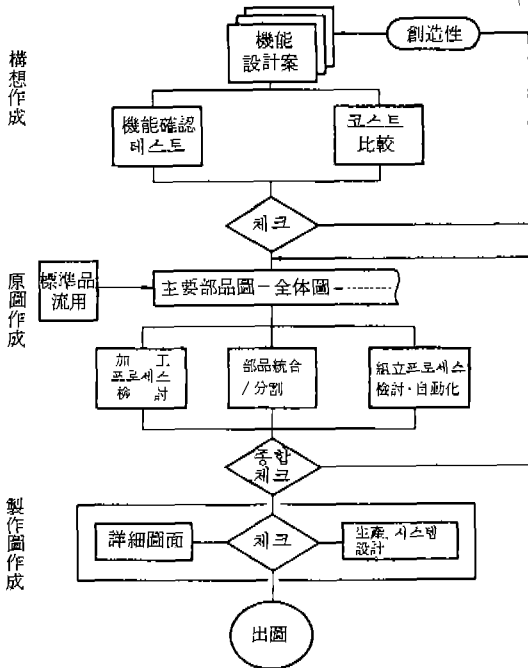 構想作成
機能
設計案
創造性
機能確認
테스트
코스트
比較
체크
原圖作成
標準品
流用
主要部品圖－全体圖－
加工
프로세스
檢討
部品統合
/分割
組立프로세스
檢討·自動化
종합
체크
製作圖作成
詳細圖面
체크
生産、시스템
設計
出圖